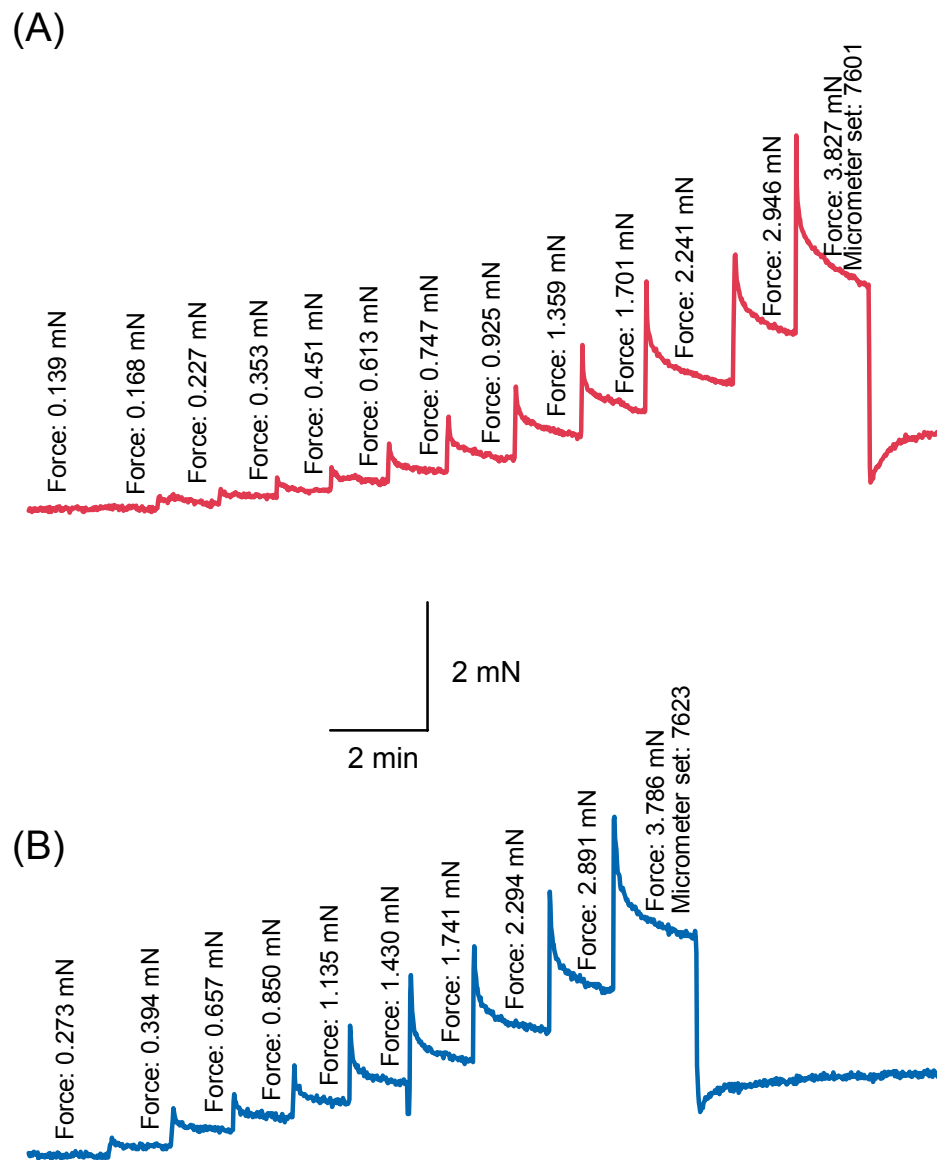 (A)
Force: 0.139 mN
Force: 0.168 mN
Force: 0.227 mN
Force: 0.353 mN
Force: 0.451 mN
Force: 0.613 mN
Force: 0.747 mN
Force: 0.925 mN
Force: 1.359 mN
Force: 1.701 mN
Force: 2.241 mN
Force: 2.946 mN
Force: 3.827 mN
Micrometer set: 7601
2 mN
2 min
(B)
Force: 0.273 mN
Force: 0.394 mN
Force: 0.657 mN
Force: 0.850 mN
Force: 1.135 mN
Force: 1.430 mN
Force: 1.741 mN
Force: 2.294 mN
Force: 2.891 mN
Force: 3.786 mN
Micrometer set: 7623